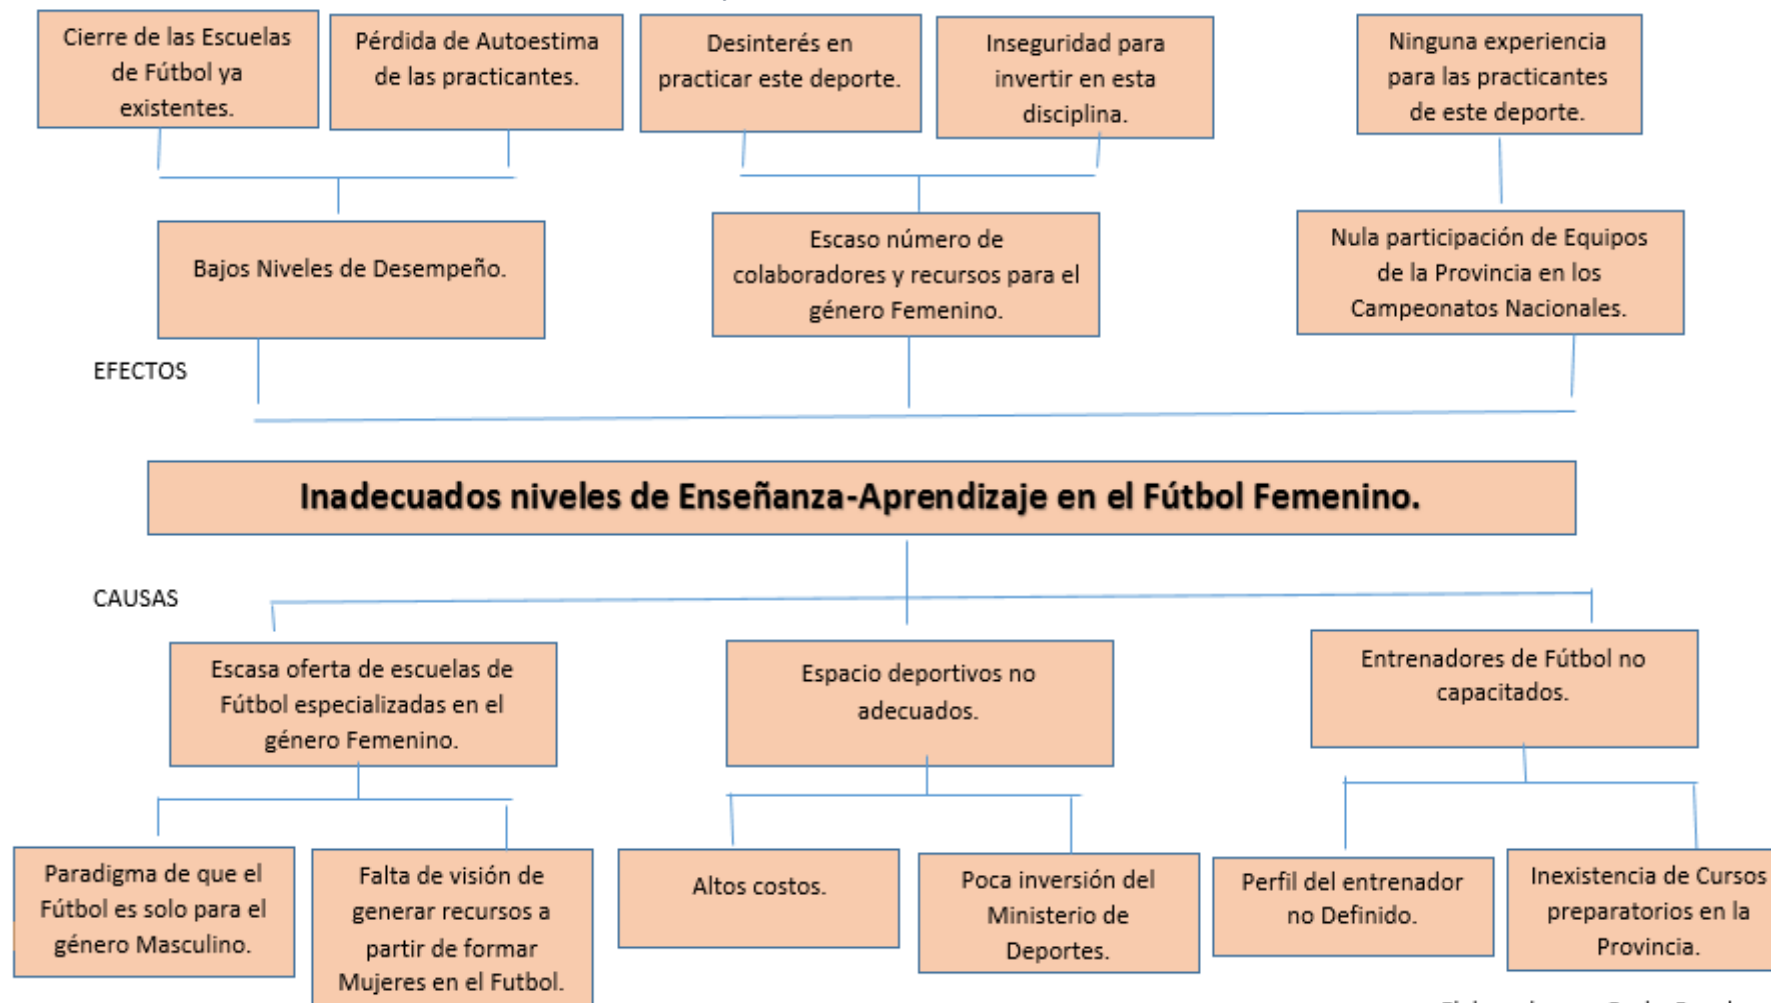 Cierre de las Escuelas
de Fútbol ya
existentes.
Pérdida de Autoestima
de las practicantes.
Desinterés en
practicar este deporte.
Inseguridad para
invertir en esta
disciplina.
Ninguna experiencia
para las practicantes
de este deporte.
Bajos Niveles de Desempeño.
Escaso número de
colaboradores y recursos para el
género Femenino.
Nula participación de Equipos
de la Provincia en los
Campeonatos Nacionales.
EFECTOS
Inadecuados niveles de Enseñanza-Aprendizaje en el Fútbol Femenino.
CAUSAS
Escasa oferta de escuelas de
Fútbol especializadas en el
género Femenino.
Espacio deportivos no
adecuados.
Entrenadores de Fútbol no
capacitados.
Paradigma de que el
Fútbol es solo para el
género Masculino.
Falta de visión de
generar recursos a
partir de formar
Mujeres en el Futbol.
Altos costos.
Poca inversión del
Ministerio de
Deportes.
Perfil del entrenador
no Definido.
Inexistencia de Cursos
preparatorios en la
Provincia.